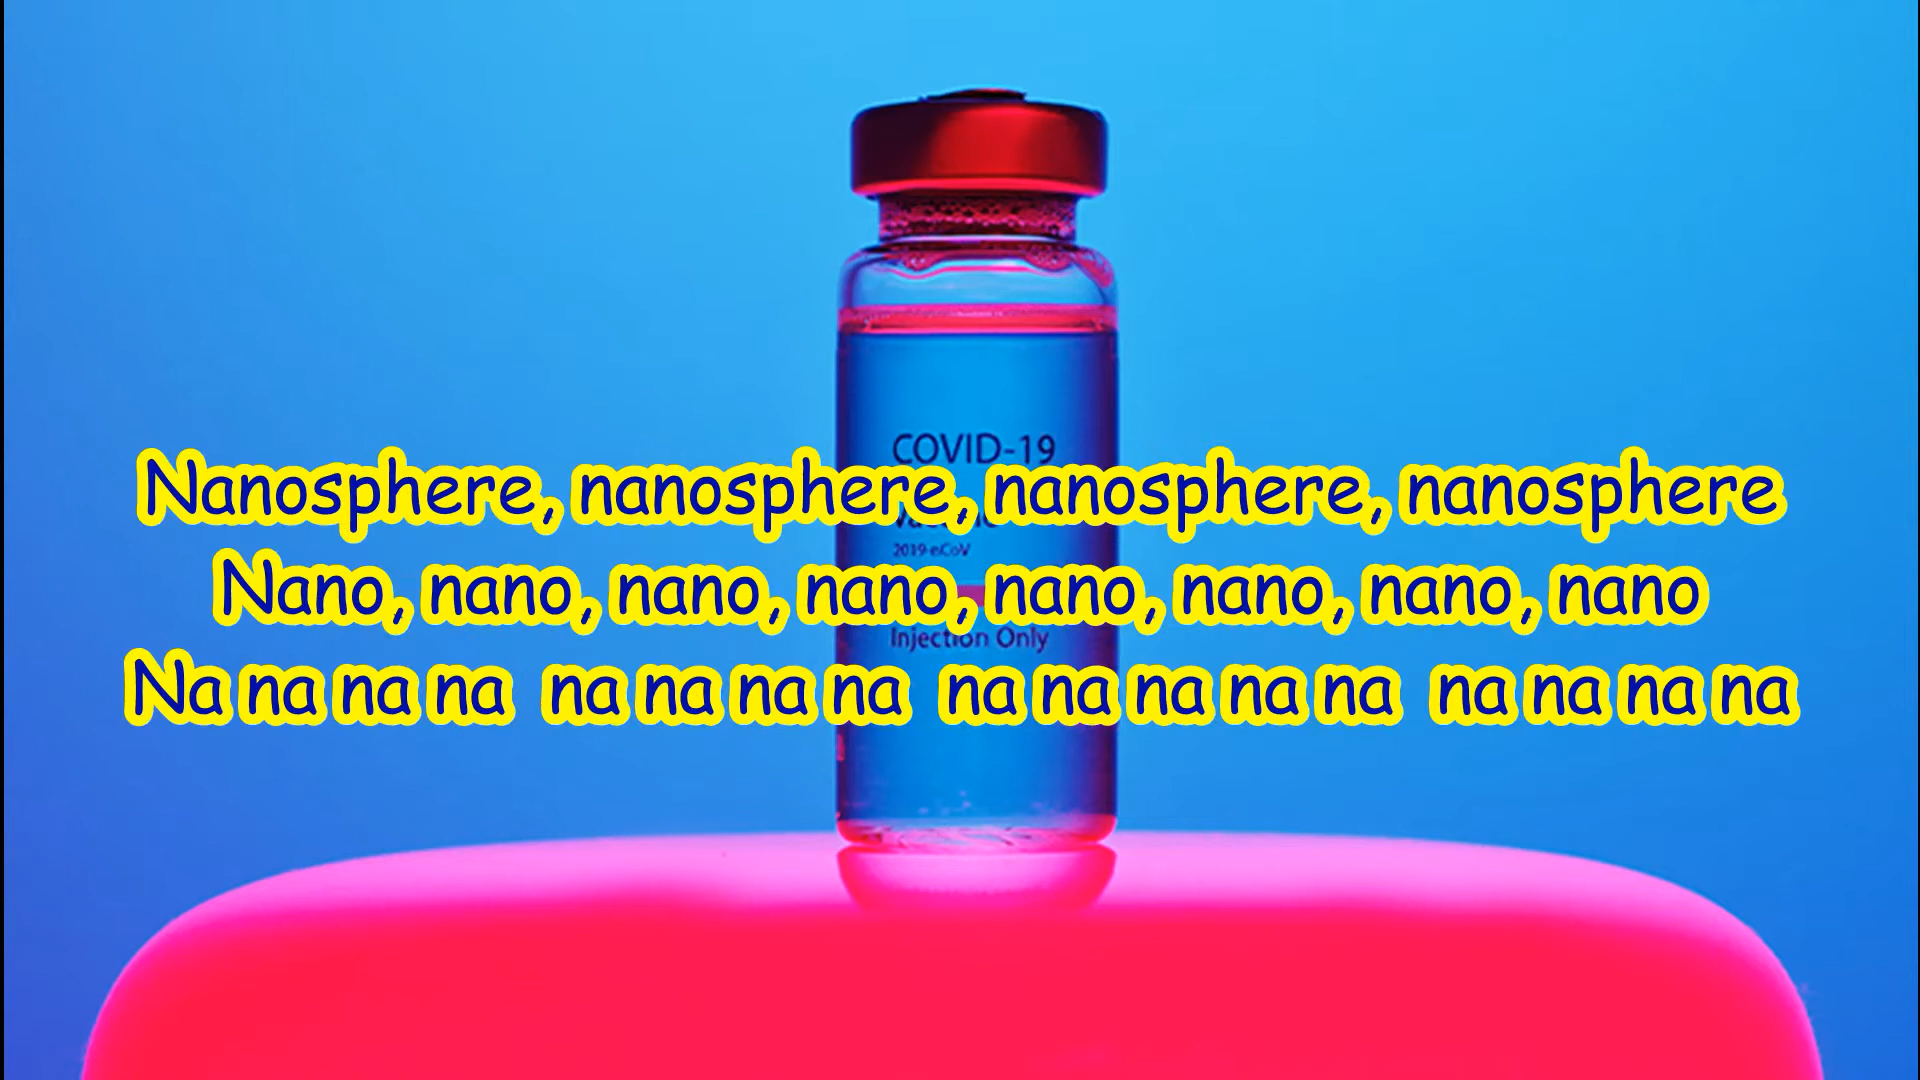 COVID-19
Nanosphere, nanosphere, nanosphere, nanosphere
2019-nCoV
Nano, nano, nano, nano, nano, nano, nano, nano
Injection Only
Na na na na na na na na na na na na na na na na na